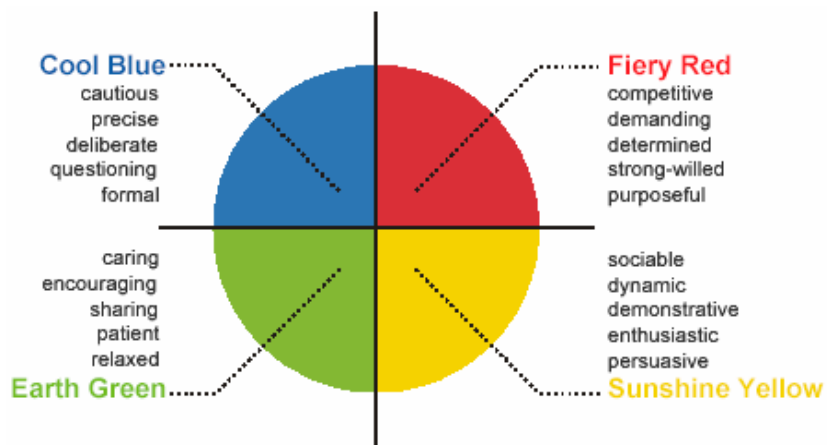 Cool Blue
cautious
precise
deliberate
questioning
formal
Fiery Red
competitive
demanding
determined
strong-willed
purposeful
caring
encouraging
sharing
patient
relaxed
Earth Green
sociable
dynamic
demonstrative
enthusiastic
persuasive
Sunshine Yellow